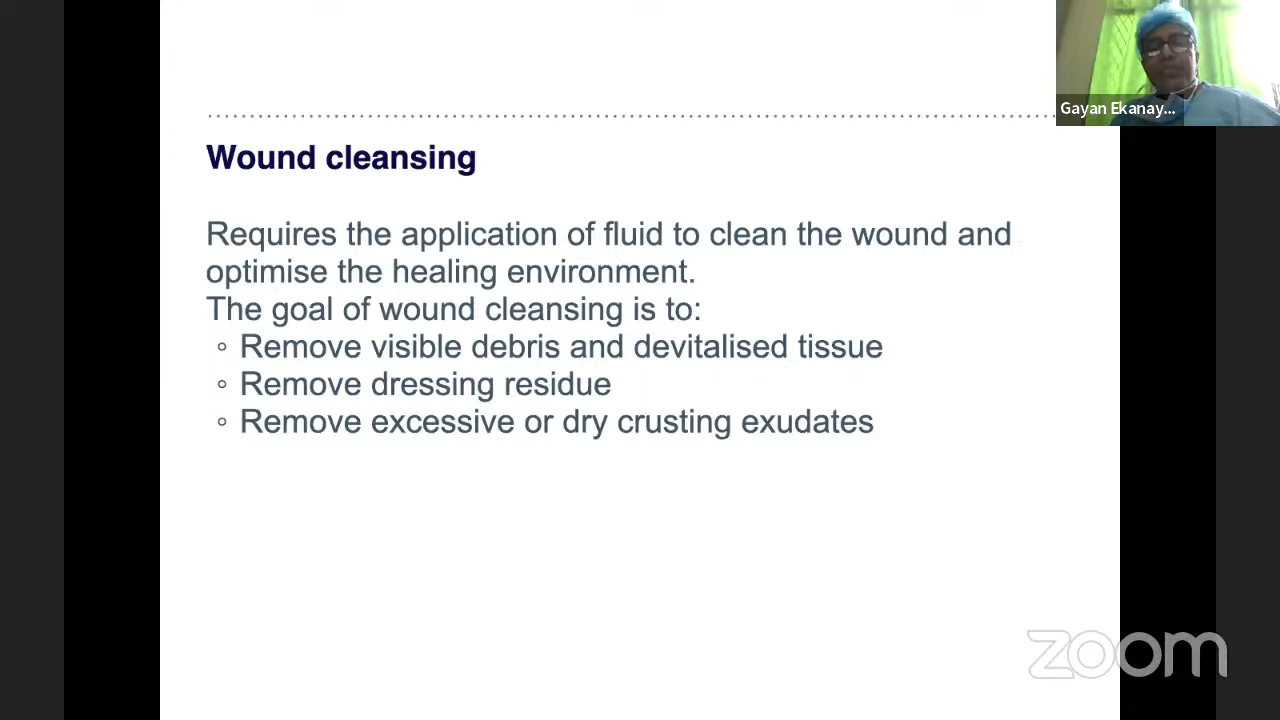 Gayan Ekanay...
Wound cleansing
Requires the application of fluid to clean the wound and
optimise the healing environment.
The goal of wound cleansing is to:
◦ Remove visible debris and devitalised tissue
◦ Remove dressing residue
◦ Remove excessive or dry crusting exudates
zoom